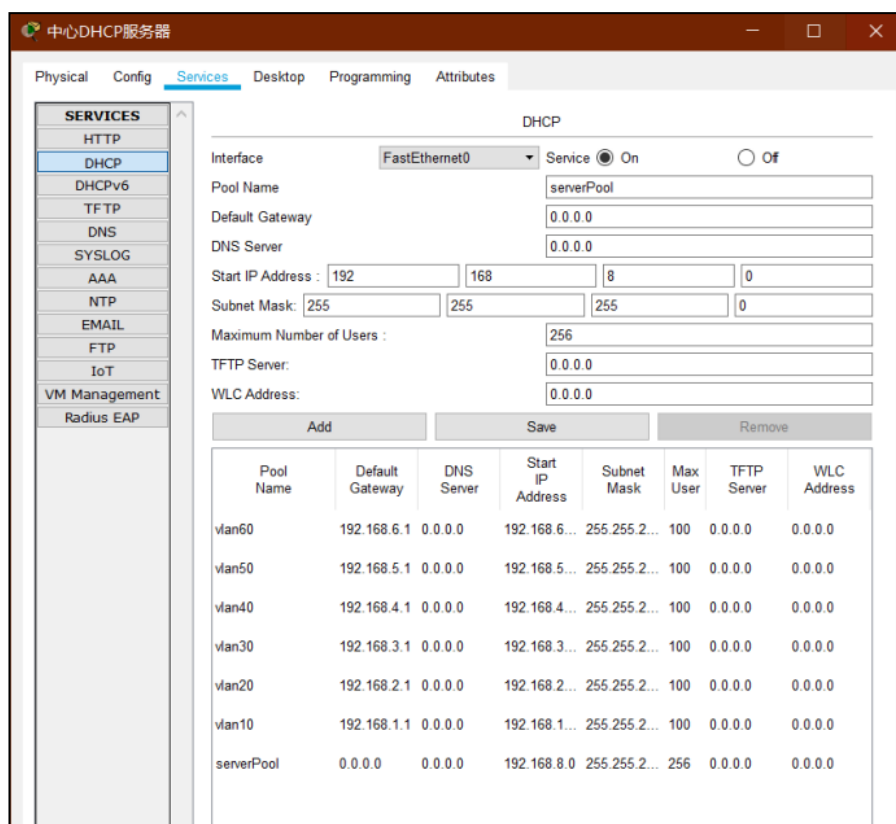 中心DHCP服务器
Physical Config Services Desktop Programming Attributes
SERVICES
HTTP
DHCP
DHCPv6
TFTP
DNS
SYSLOG
AAA
NTP
EMAIL
FTP
IoT
VM Management
Radius EAP
DHCP
Interface FastEthernet0 Service On Off
Pool Name serverPool
Default Gateway 0.0.0.0
DNS Server 0.0.0.0
Start IP Address : 192 168 8 0
Subnet Mask: 255 255 255 0
Maximum Number of Users : 256
TFTP Server: 0.0.0.0
WLC Address: 0.0.0.0
Add Save Remove
Pool Name Default Gateway DNS Server Start IP Address Subnet Mask Max User TFTP Server WLC Address
vlan60 192.168.6.1 0.0.0.0 192.168.6... 255.255.2... 100 0.0.0.0 0.0.0.0
vlan50 192.168.5.1 0.0.0.0 192.168.5... 255.255.2... 100 0.0.0.0 0.0.0.0
vlan40 192.168.4.1 0.0.0.0 192.168.4... 255.255.2... 100 0.0.0.0 0.0.0.0
vlan30 192.168.3.1 0.0.0.0 192.168.3... 255.255.2... 100 0.0.0.0 0.0.0.0
vlan20 192.168.2.1 0.0.0.0 192.168.2... 255.255.2... 100 0.0.0.0 0.0.0.0
vlan10 192.168.1.1 0.0.0.0 192.168.1... 255.255.2... 100 0.0.0.0 0.0.0.0
serverPool 0.0.0.0 0.0.0.0 192.168.8.0 255.255.2... 256 0.0.0.0 0.0.0.0